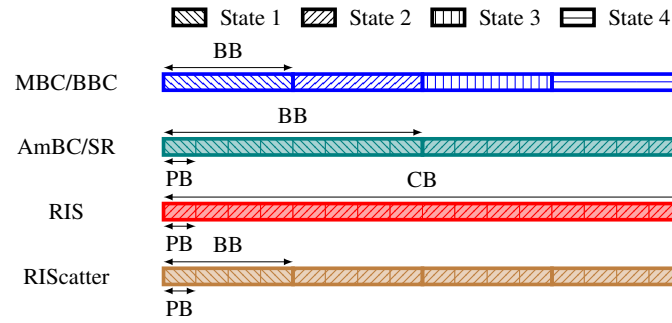 State 1 State 2 State 3 State 4
BB
MBC/BBC
BB
AmBC/SR
PB
CB
RIS
PB
BB
RIScatter
PB